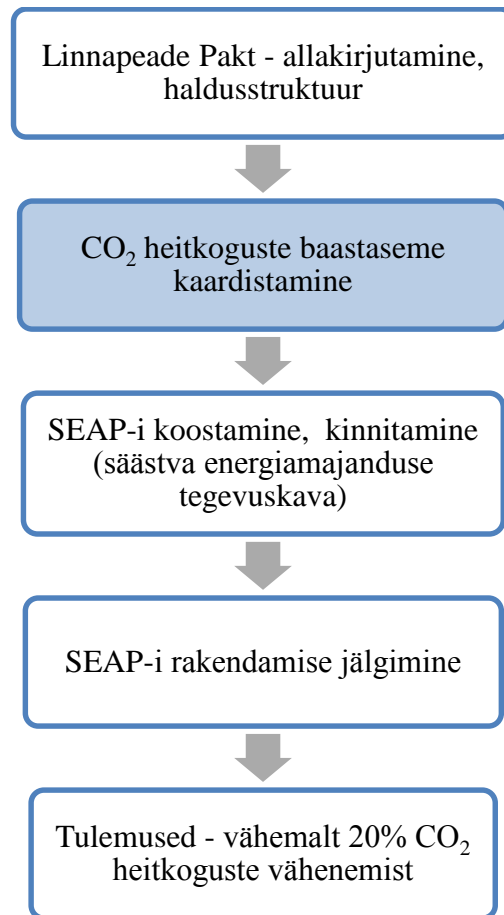 Linnapeade Pakt - allakirjutamine,
haldusstruktuur
CO₂ heitkoguste baastaseme
kaardistamine
SEAP-i koostamine, kinnitamine
(säästva energiamajanduse
tegevuskava)
SEAP-i rakendamise jälgimine
Tulemused - vähemalt 20% CO₂
heitkoguste vähenemist